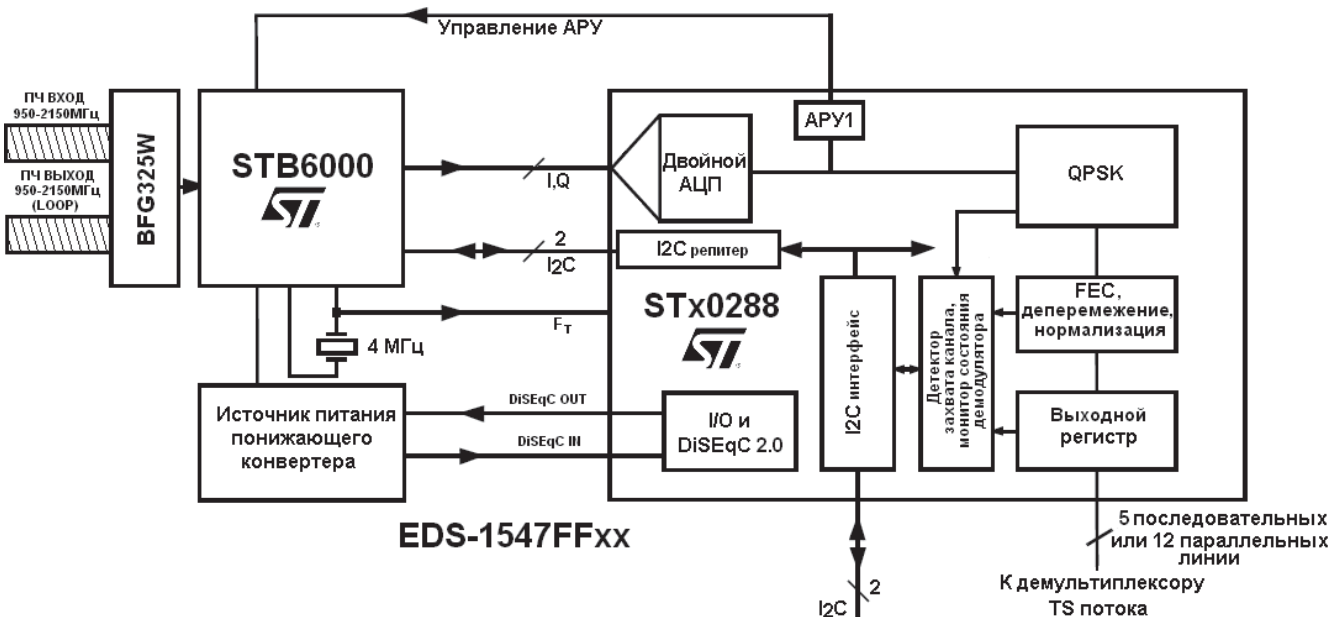 Управление АРУ
ПЧ ВХОД
950-2150МГц
ПЧ ВЫХОД
950-2150МГц
(LOOP)
BFG325W
STB6000
ST
I,Q
2
I2C
FT
4 МГц
АРУ1
Двойной
АЦП
QPSK
I2C репитер
STx0288
ST
I2C интерфейс
Детектор
захвата канала,
монитор состояния
демодулятора
FEC,
деперемежение,
нормализация
Выходной
регистр
Источник питания
понижающего
конвертера
DiSEqC OUT
DiSEqC IN
I/O и
DiSEqC 2.0
EDS-1547FFxx
5 последовательных
или 12 параллельных
линии
К демультиплексору
TS потока
2
I2C